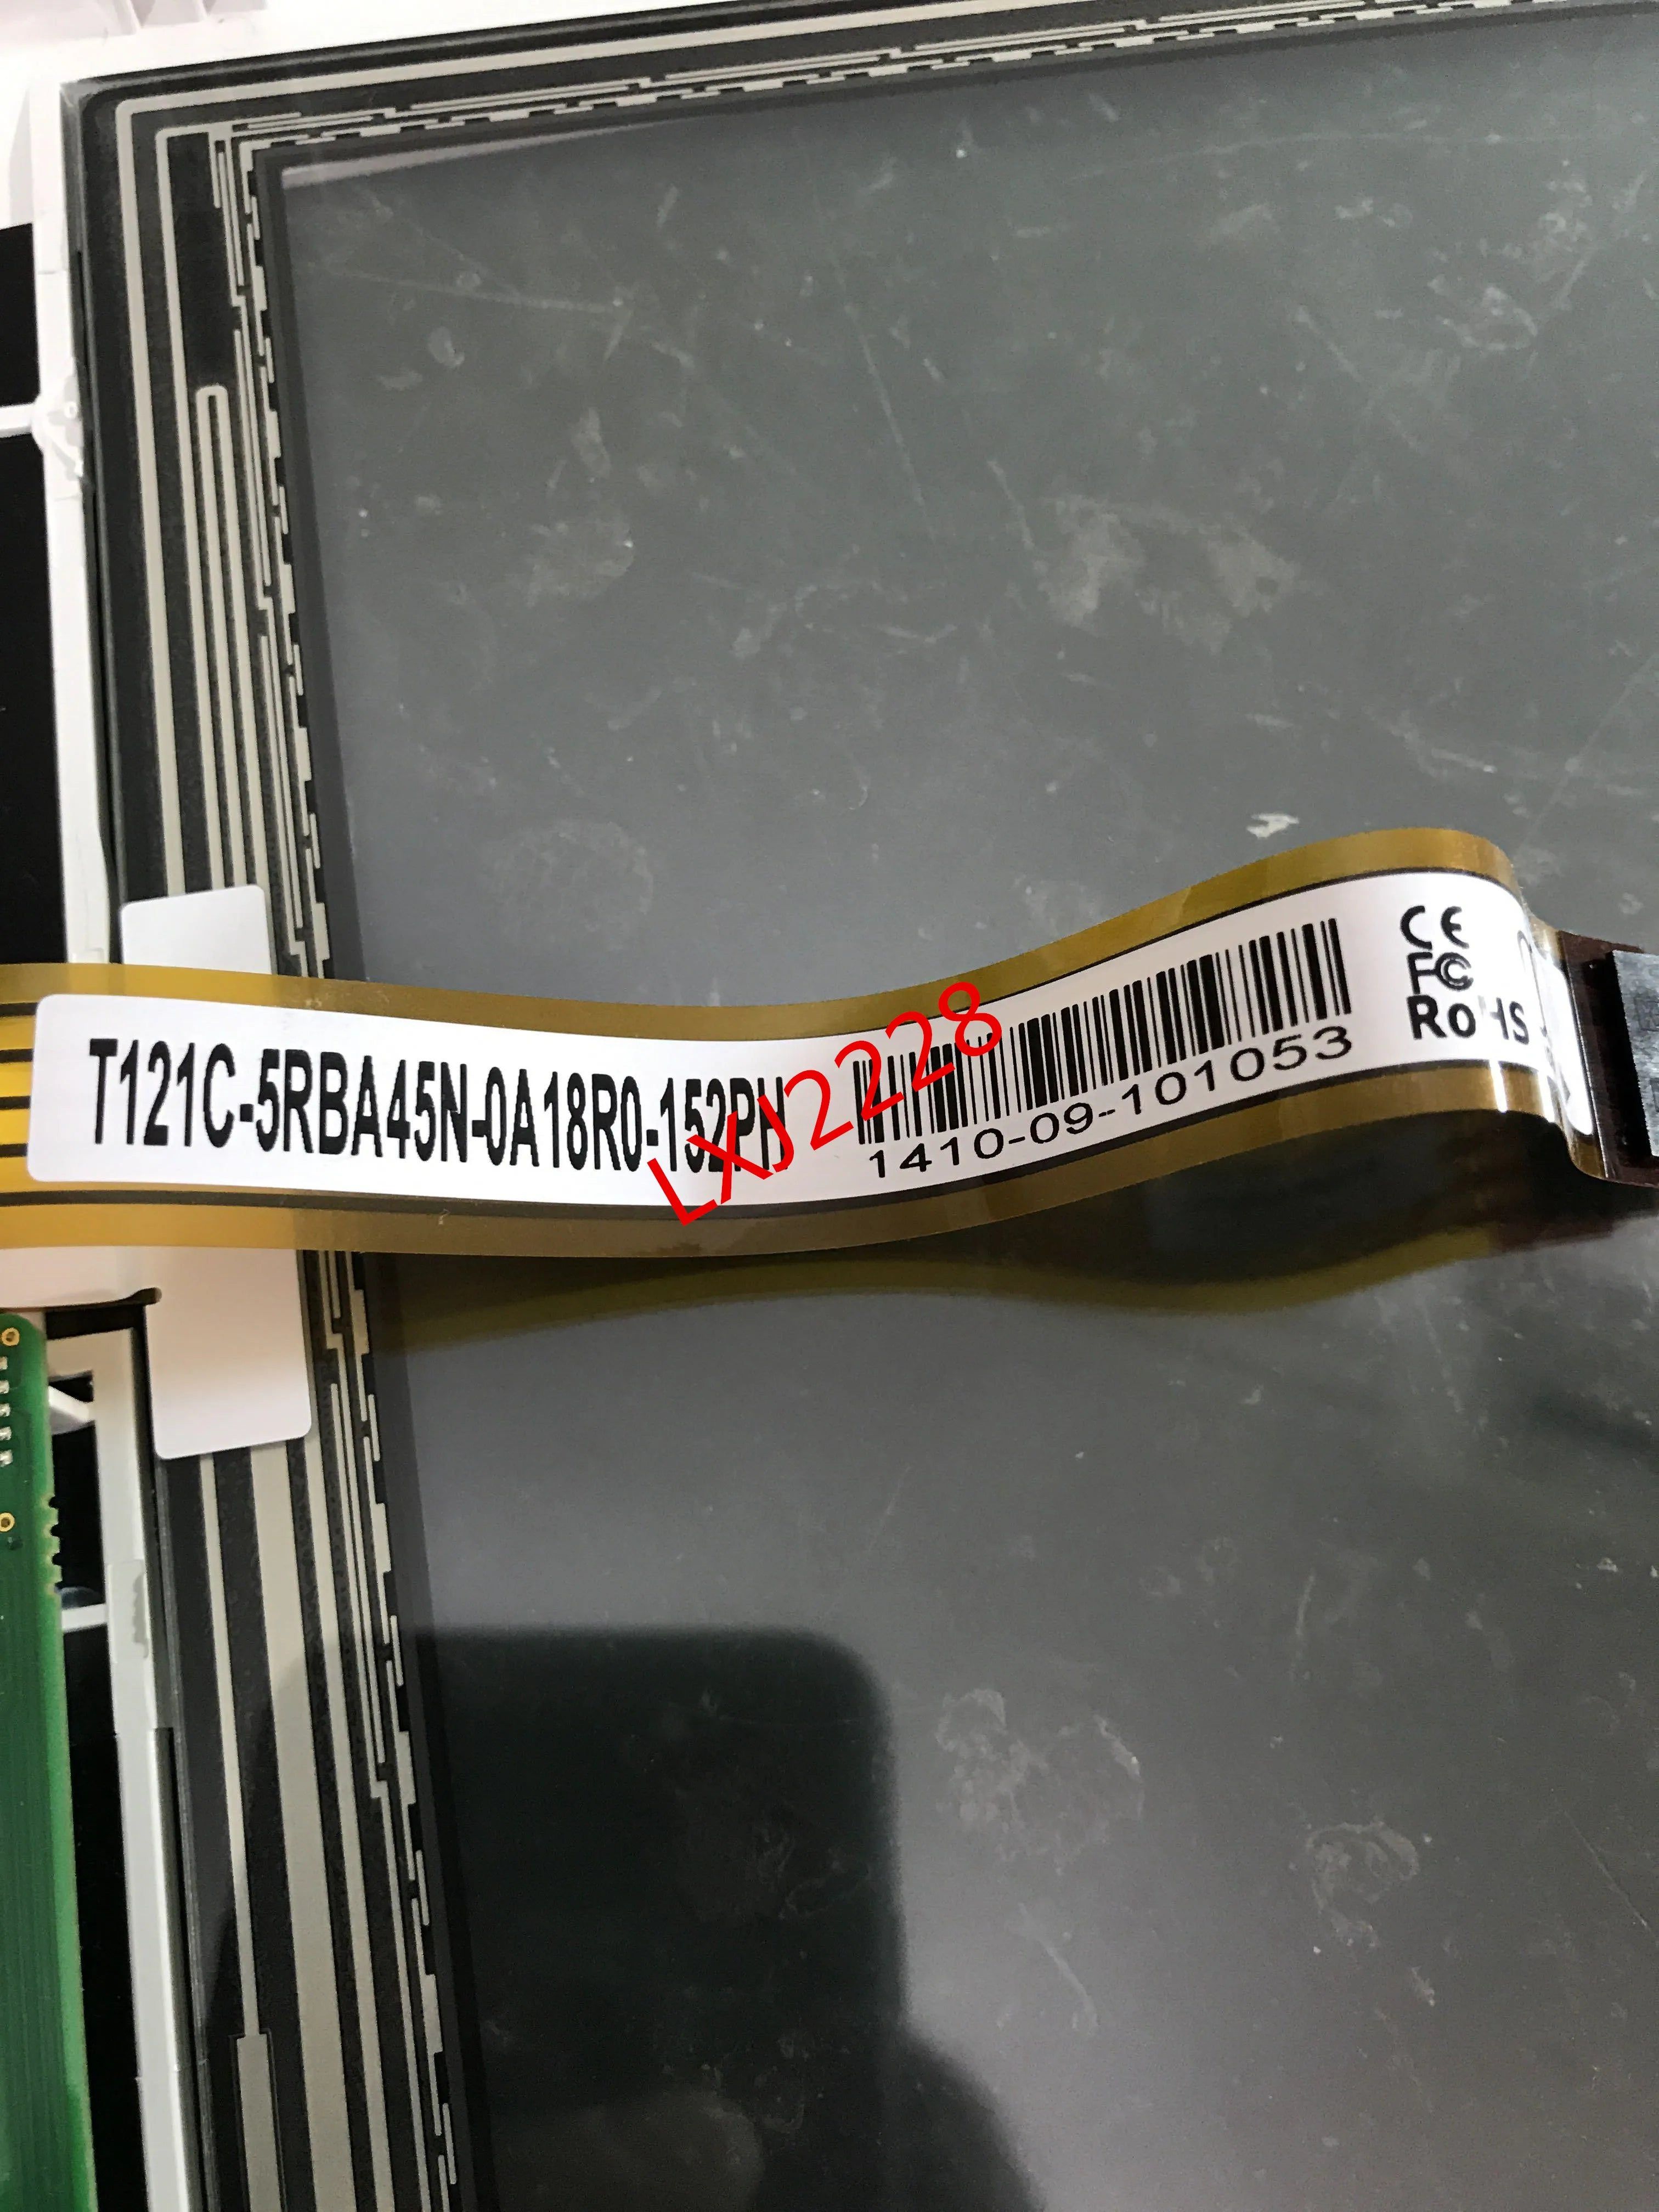 T121C-5RBA45N-0A18R0-152PH
LXJ2228
1410-09-101053
CE
FC
RoHS